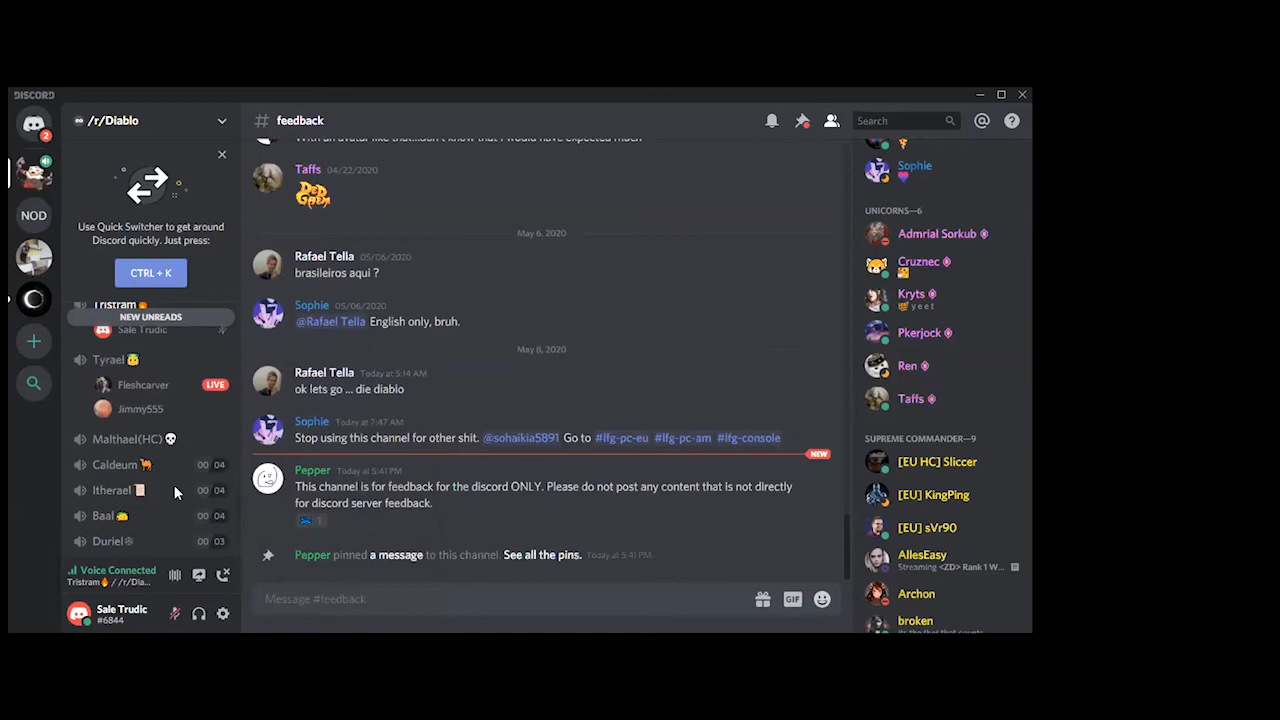 DISCORD
/r/Diablo
feedback
Search
2
NOD
Use Quick Switcher to get around
Discord quickly. Just press:
CTRL + K
Tristram
NEW UNREADS
Sale Trudic
Tyrael
Fleshcarver LIVE
Jimmy555
Malthael(HC)
Caldeum 00 04
Itherael 00 04
Baal 00 04
Duriel 00 03
Voice Connected
Tristram / /r/Dia...
Sale Trudic
#6844
With an avatar like that...don't know that I would have expected much
Taffs 04/22/2020
DED GAEM
May 6, 2020
Rafael Tella 05/06/2020
brasileiros aqui ?
Sophie 05/06/2020
@Rafael Tella English only, bruh.
May 8, 2020
Rafael Tella Today at 5:14 AM
ok lets go ... die diablo
Sophie Today at 7:47 AM
Stop using this channel for other shit. @sohaikia5891 Go to #lfg-pc-eu #lfg-pc-am #lfg-console
NEW
Pepper Today at 5:41 PM
This channel is for feedback for the discord ONLY. Please do not post any content that is not directly
for discord server feedback.
1
Pepper pinned a message to this channel. See all the pins. Today at 5:41 PM
Message #feedback
GIF
Sophie
UNICORNS—6
Admrial Sorkub
Cruznec
Kryts
yeet
Pkerjock
Ren
Taffs
SUPREME COMMANDER—9
[EU HC] Sliccer
[EU] KingPing
[EU] sVr90
AllesEasy
Streaming <ZD> Rank 1 W...
Archon
broken